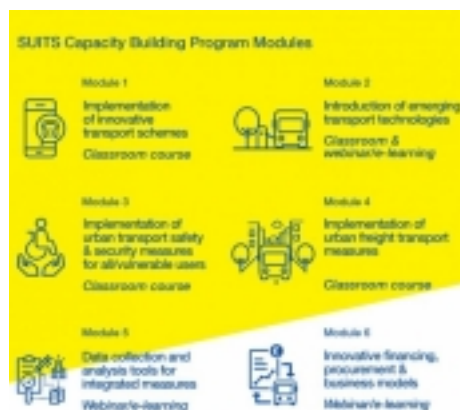 SUITS Capacity Building Program Modules
Module 1
Implementation
of innovative
transport schemes
Classroom course
Module 2
Introduction of emerging
transport technologies
Classroom &
webinar/e-learning
Module 3
Implementation of
urban transport safety
& security measures
for all/vulnerable users
Classroom course
Module 4
Implementation of
urban freight transport
measures
Classroom course
Module 5
Data collection and
analysis tools for
integrated measures
Webinar/e-learning
Module 6
Innovative financing,
procurement &
business models
Webinar/e-learning